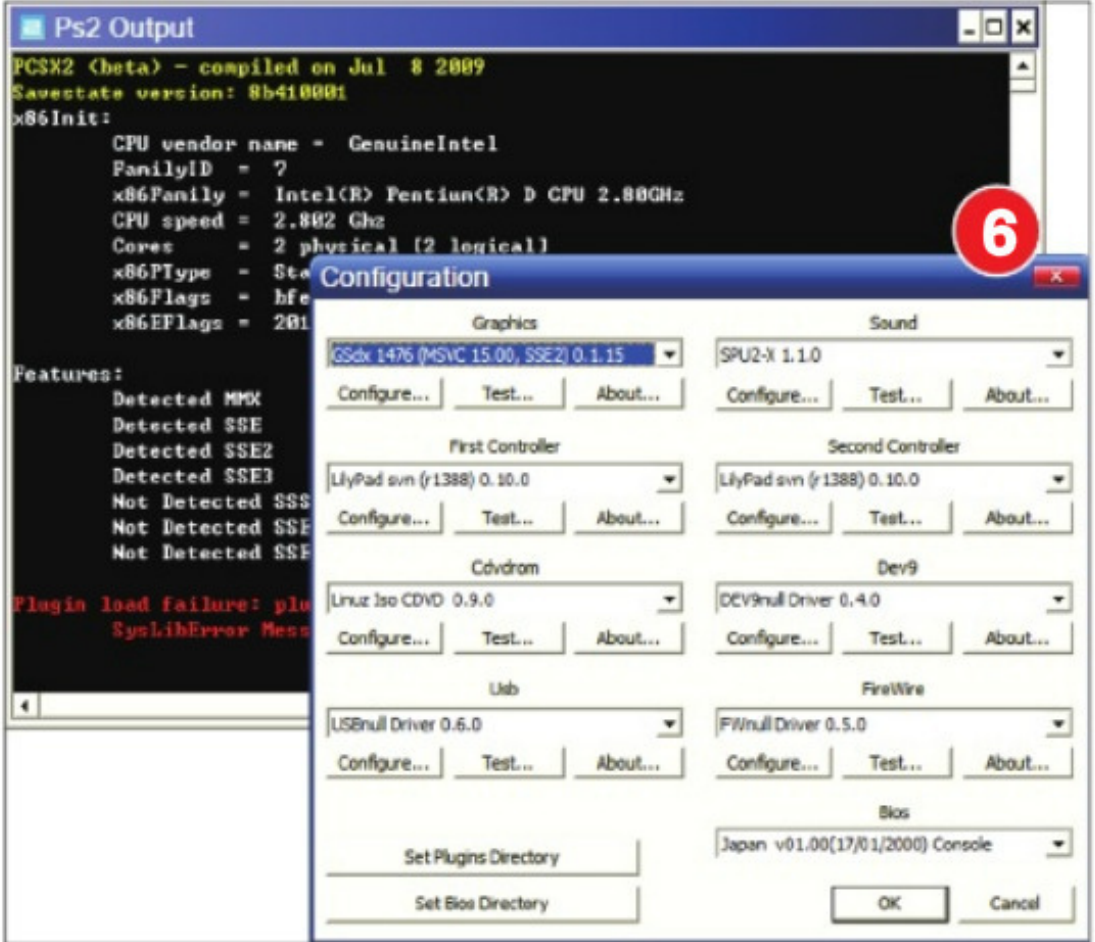 Ps2 Output
PCSX2 (beta) - compiled on Jul 8 2009
Savestate version: 8b410001
x86Init:
CPU vendor name - GenuineIntel
FamilyID = 7
x86Family = Intel(R) Pentiun(R) D CPU 2.80GHz
CPU speed = 2.802 Ghz
Cores = 2 physical [2 logical]
x86PType - Sta
x86Flags = bfe
x86EFlags = 201
Features:
Detected MMX
Detected SSE
Detected SSE2
Detected SSE3
Not Detected SSS
Not Detected SSE
Not Detected SSE
Plugin load failure: plu
SysLibError Mess
6
Configuration
Graphics Sound
GSdx 1476 (MSVC 15.00, SSE2) 0.1.15 SPU2-X 1.1.0
Configure... Test... About... Configure... Test... About...
First Controller Second Controller
LilyPad svn (r1388) 0.10.0 LilyPad svn (r1388) 0.10.0
Configure... Test... About... Configure... Test... About...
Cdvdrom Dev9
Linuz Iso CDVD 0.9.0 DEV9null Driver 0.4.0
Configure... Test... About... Configure... Test... About...
Usb FireWire
USBnull Driver 0.6.0 FWnull Driver 0.5.0
Configure... Test... About... Configure... Test... About...
Bios
Japan v01.00(17/01/2000) Console
Set Plugins Directory
Set Bios Directory OK Cancel